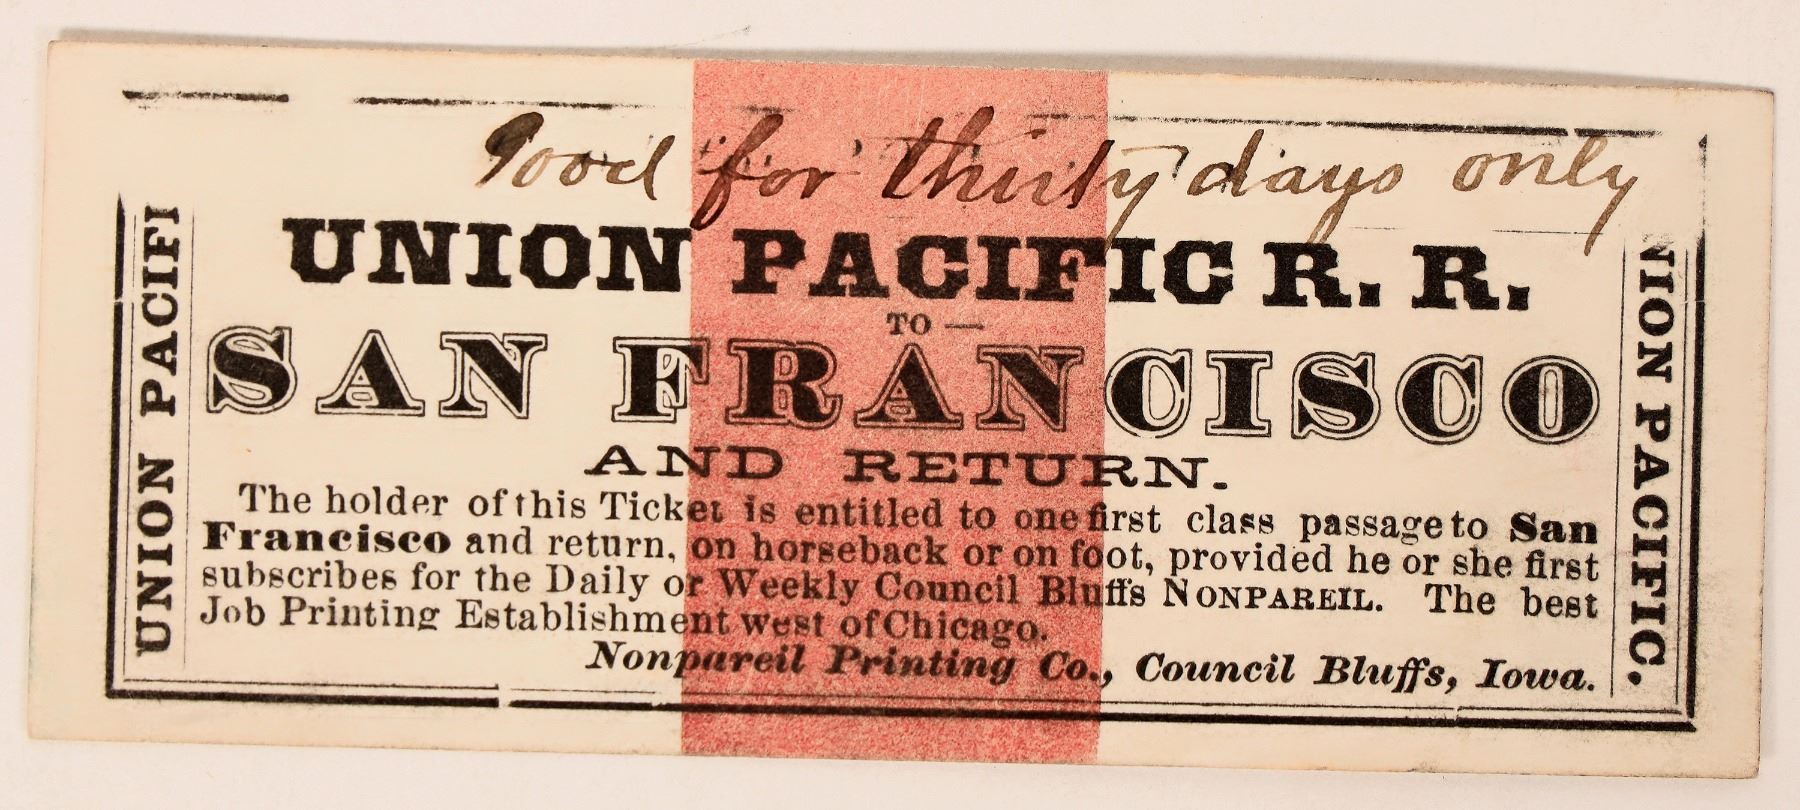 Good for thirty days only
UNION PACIFIC R. R.
TO —
SAN FRANCISCO
AND RETURN.
The holder of this Ticket is entitled to one first class passage to San
Francisco and return, on horseback or on foot, provided he or she first
subscribes for the Daily or Weekly Council Bluffs NONPAREIL. The best
Job Printing Establishment west of Chicago.
Nonpareil Printing Co., Council Bluffs, Iowa.
UNION PACIFI
NION PACIFIC.